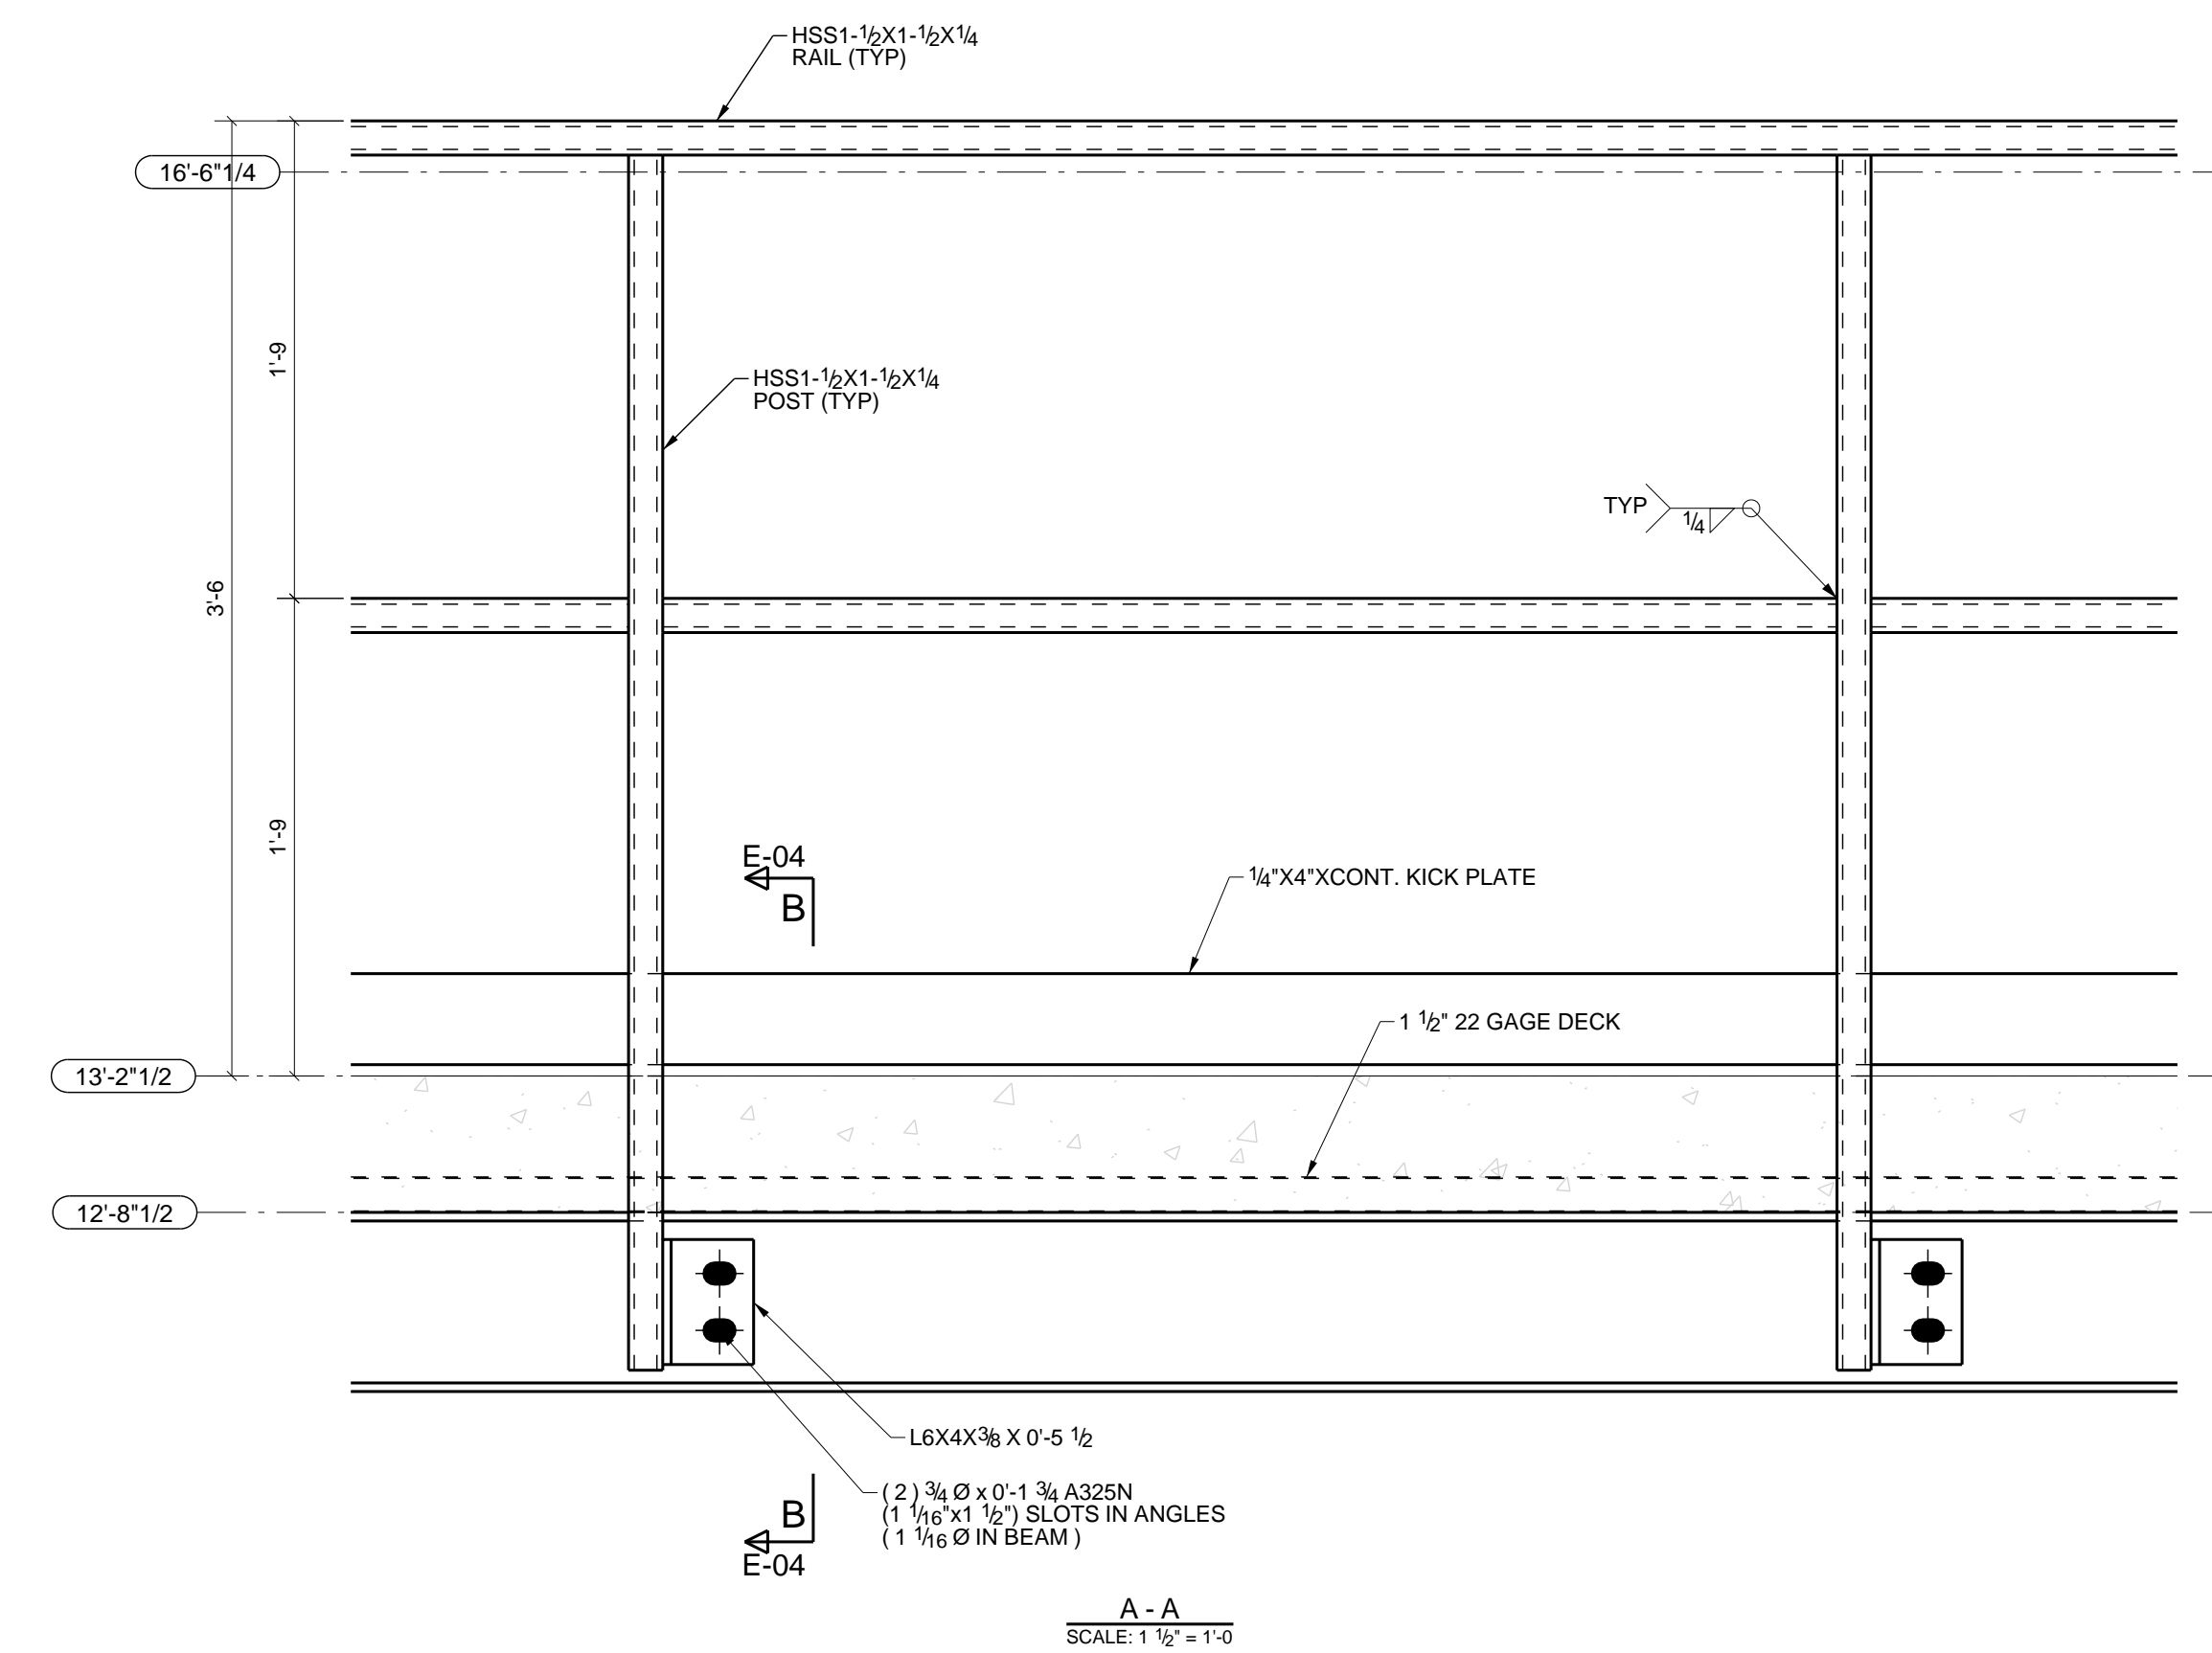 HSS1-1/2X1-1/2X1/4
RAIL (TYP)
16'-6"1/4
1'-9
HSS1-1/2X1-1/2X1/4
POST (TYP)
TYP
1/4
3'-6
1'-9
E-04
B
1/4"X4"XCONT. KICK PLATE
1 1/2" 22 GAGE DECK
13'-2"1/2
12'-8"1/2
L6X4X3/8 X 0'-5 1/2
( 2 ) 3/4 Ø x 0'-1 3/4 A325N
(1 1/16"x1 1/2") SLOTS IN ANGLES
( 1 1/16 Ø IN BEAM )
B
E-04
A - A
SCALE: 1 1/2" = 1'-0